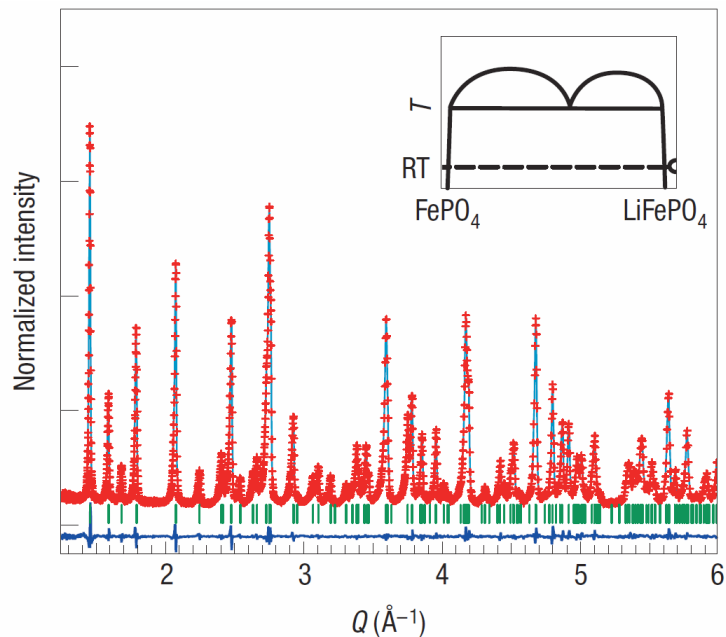 Normalized intensity
T
RT
FePO₄
LiFePO₄
2 3 4 5 6
Q (Å⁻¹)